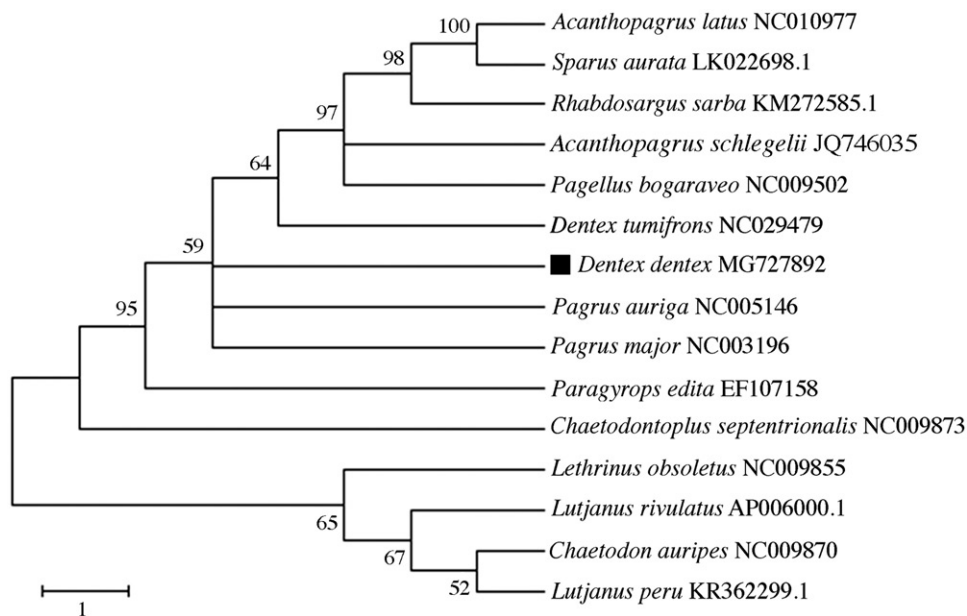 Acanthopagrus latus NC010977
100
Sparus aurata LK022698.1
98
Rhabdosargus sarba KM272585.1
97
Acanthopagrus schlegelii JQ746035
64
Pagellus bogaraveo NC009502
Dentex tumifrons NC029479
59
Dentex dentex MG727892
95
Pagrus auriga NC005146
Pagrus major NC003196
Paragyrops edita EF107158
Chaetodontoplus septentrionalis NC009873
Lethrinus obsoletus NC009855
65
Lutjanus rivulatus AP006000.1
67
Chaetodon auripes NC009870
52
Lutjanus peru KR362299.1
1